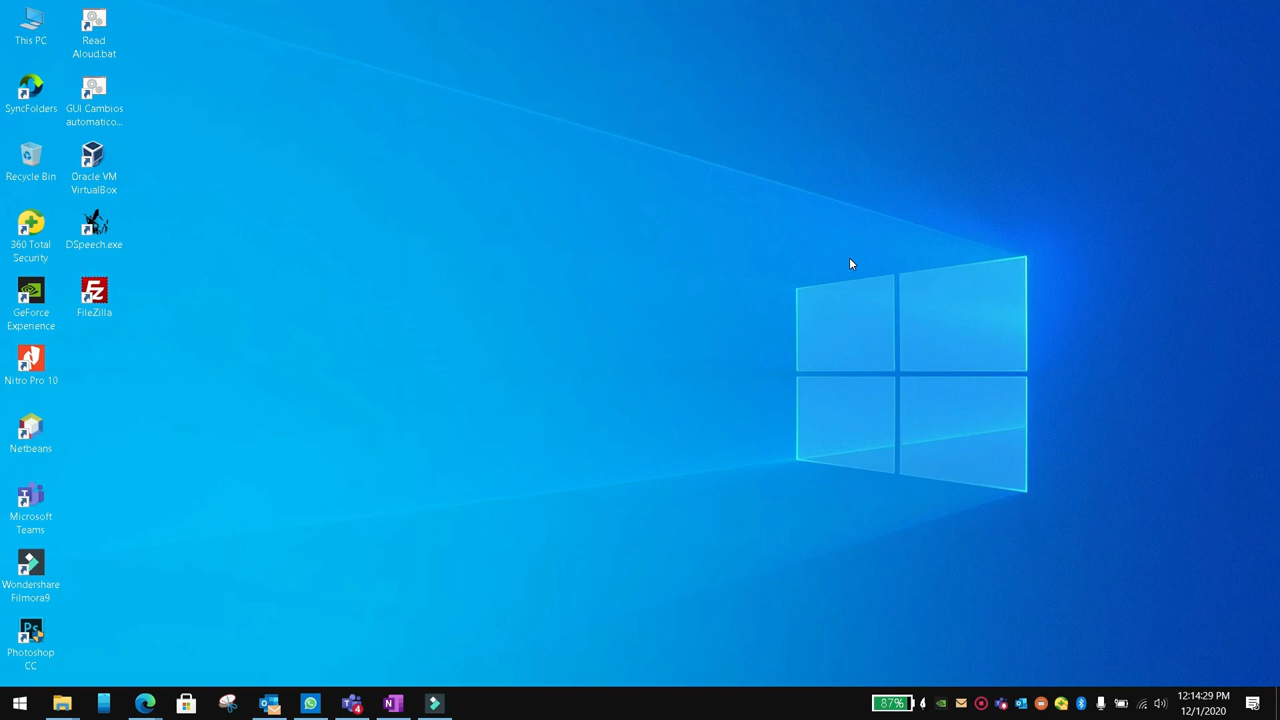 This PC
Read
Aloud.bat
SyncFolders
GUI Cambios
automatico...
Recycle Bin
Oracle VM
VirtualBox
360 Total
Security
DSpeech.exe
GeForce
Experience
FileZilla
Nitro Pro 10
Netbeans
Microsoft
Teams
Wondershare
Filmora9
Ps
Photoshop
CC
4
87%
12:14:29 PM
12/1/2020